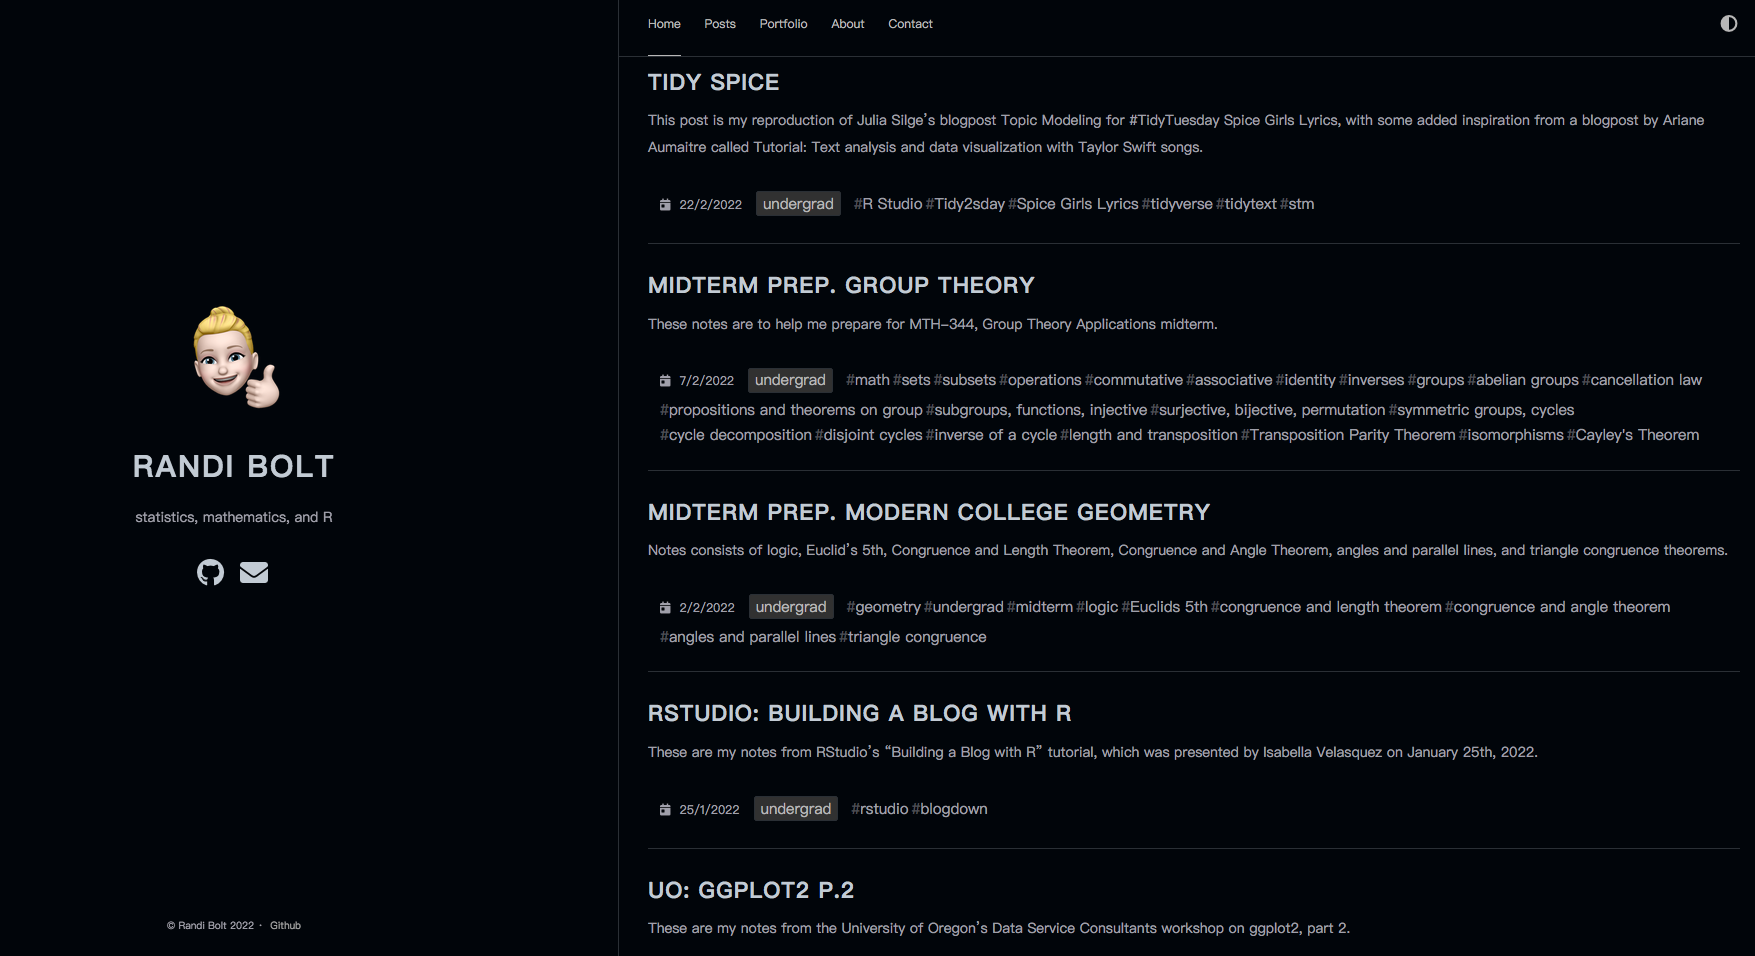 RANDI BOLT
statistics, mathematics, and R
© Randi Bolt 2022 · Github
Home Posts Portfolio About Contact
TIDY SPICE
This post is my reproduction of Julia Silge’s blogpost Topic Modeling for #TidyTuesday Spice Girls Lyrics, with some added inspiration from a blogpost by Ariane
Aumaitre called Tutorial: Text analysis and data visualization with Taylor Swift songs.
22/2/2022 undergrad #R Studio #Tidy2sday #Spice Girls Lyrics #tidyverse #tidytext #stm
MIDTERM PREP. GROUP THEORY
These notes are to help me prepare for MTH-344, Group Theory Applications midterm.
7/2/2022 undergrad #math #sets #subsets #operations #commutative #associative #identity #inverses #groups #abelian groups #cancellation law
#propositions and theorems on group #subgroups, functions, injective #surjective, bijective, permutation #symmetric groups, cycles
#cycle decomposition #disjoint cycles #inverse of a cycle #length and transposition #Transposition Parity Theorem #isomorphisms #Cayley's Theorem
MIDTERM PREP. MODERN COLLEGE GEOMETRY
Notes consists of logic, Euclid’s 5th, Congruence and Length Theorem, Congruence and Angle Theorem, angles and parallel lines, and triangle congruence theorems.
2/2/2022 undergrad #geometry #undergrad #midterm #logic #Euclids 5th #congruence and length theorem #congruence and angle theorem
#angles and parallel lines #triangle congruence
RSTUDIO: BUILDING A BLOG WITH R
These are my notes from RStudio’s “Building a Blog with R” tutorial, which was presented by Isabella Velasquez on January 25th, 2022.
25/1/2022 undergrad #rstudio #blogdown
UO: GGPLOT2 P.2
These are my notes from the University of Oregon’s Data Service Consultants workshop on ggplot2, part 2.